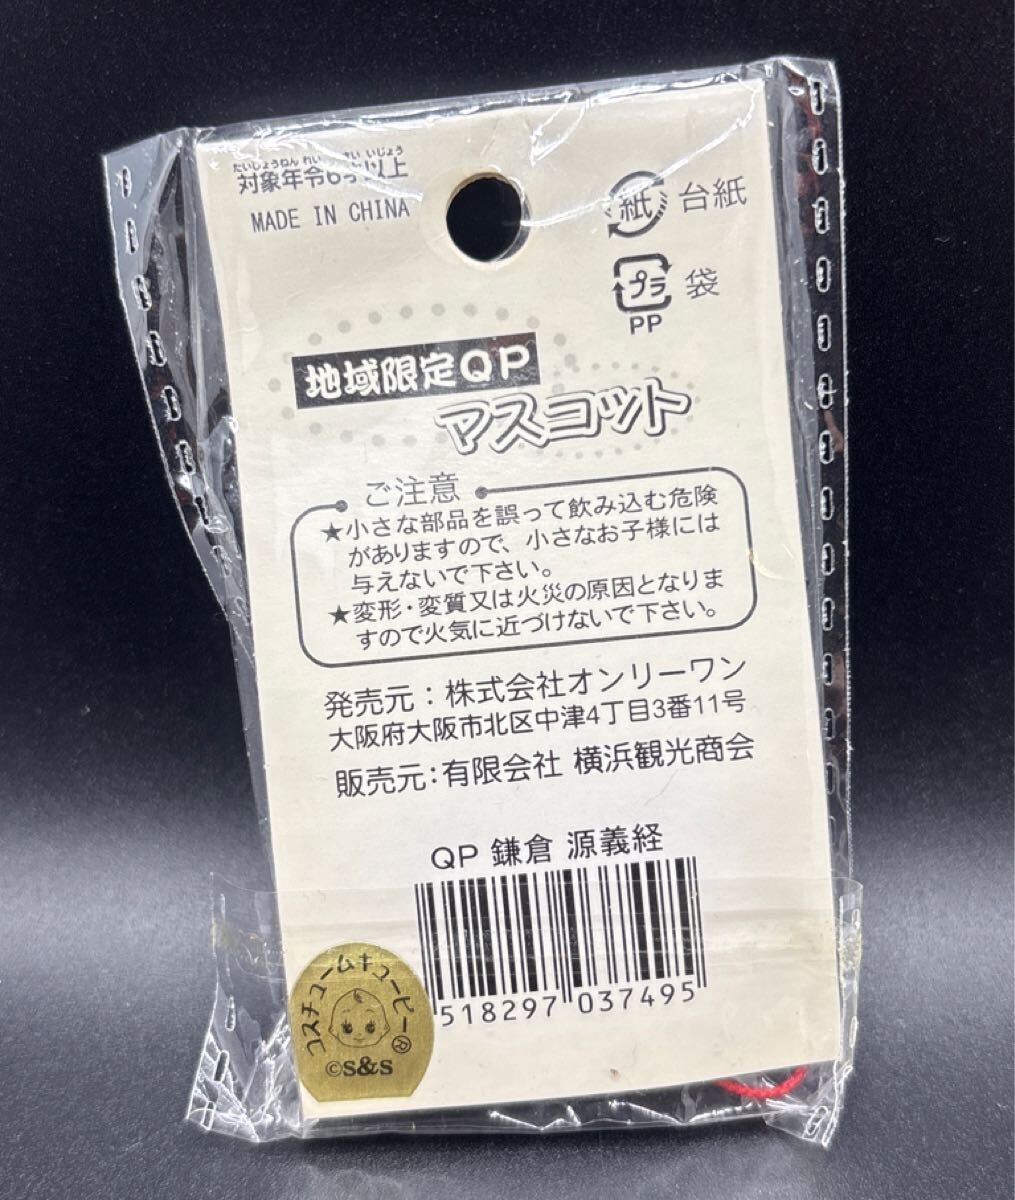 たいしょうねんれい さい いじょう
対象年令6才以上
MADE IN CHINA
紙 台紙
プラ 袋
PP
地域限定QP
マスコット
ご注意
★小さな部品を誤って飲み込む危険
がありますので、小さなお子様には
与えないで下さい。
★変形・変質又は火災の原因となりま
すので火気に近づけないで下さい。
発売元：株式会社オンリーワン
大阪府大阪市北区中津4丁目3番11号
販売元:有限会社 横浜観光商会
QP 鎌倉 源義経
518297 037495
コスチュームキューピー®
©S&S